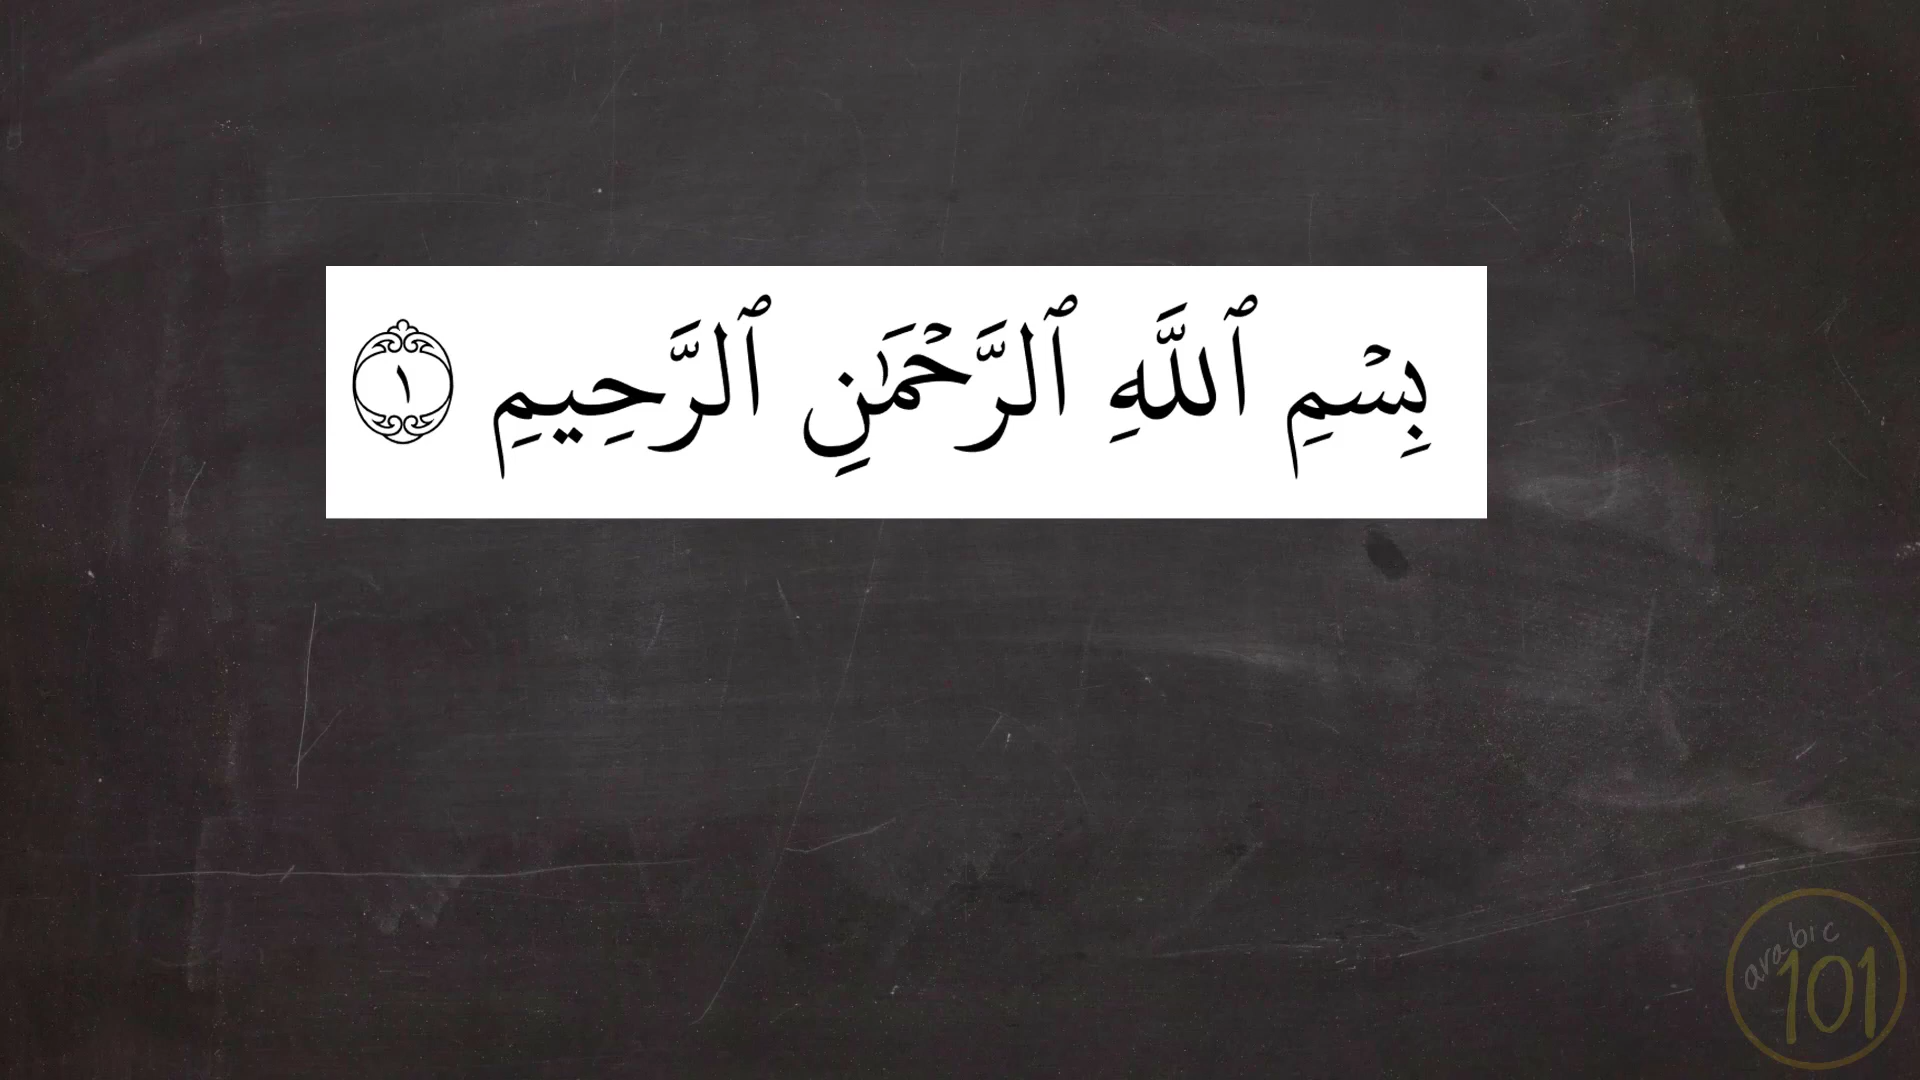 بِسْمِ ٱللَّهِ ٱلرَّحْمَٰنِ ٱلرَّحِيمِ ١
arabic
101